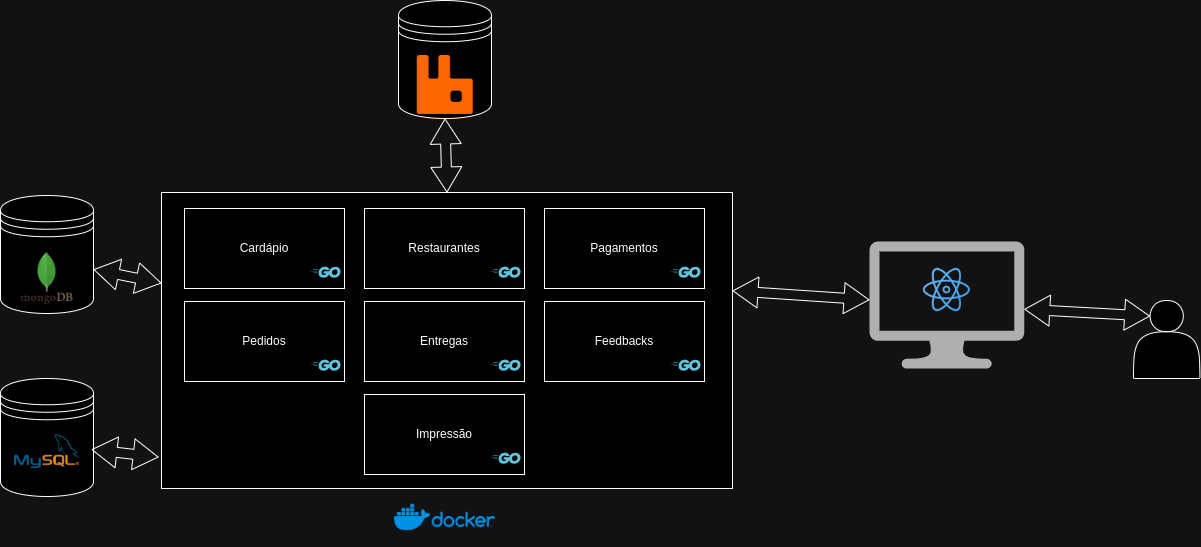 Cardápio
GO
Restaurantes
GO
Pagamentos
GO
mongoDB
Pedidos
GO
Entregas
GO
Feedbacks
GO
Impressão
GO
MySQL
docker